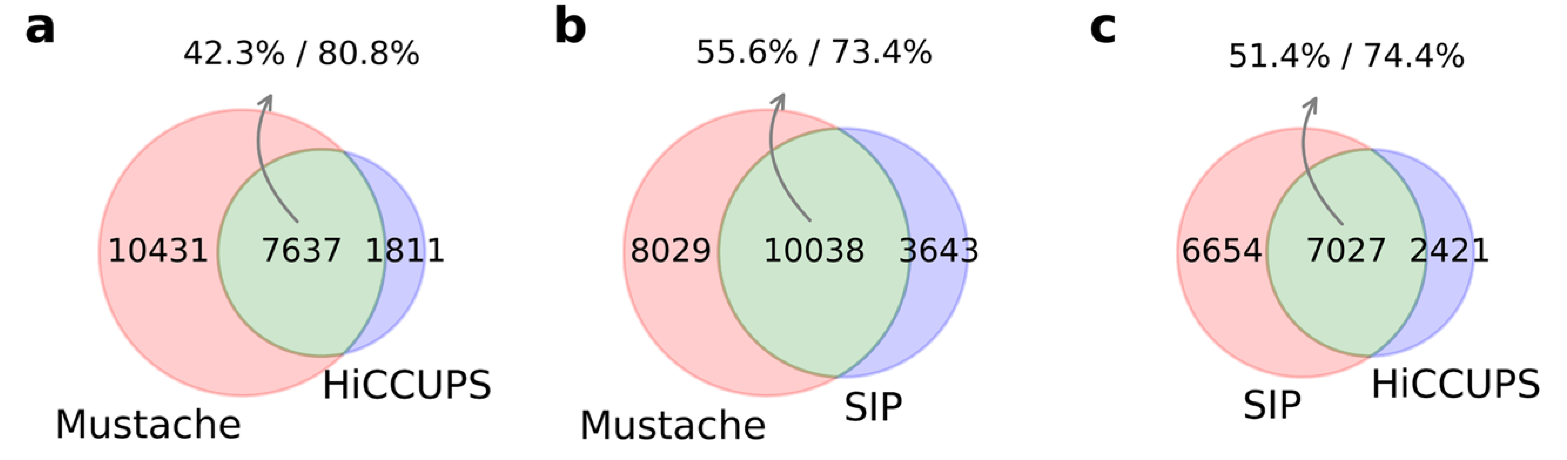 a
42.3% / 80.8%
10431 7637 1811
HiCCUPS
Mustache
b
55.6% / 73.4%
8029 10038 3643
SIP
Mustache
c
51.4% / 74.4%
6654 7027 2421
HiCCUPS
SIP